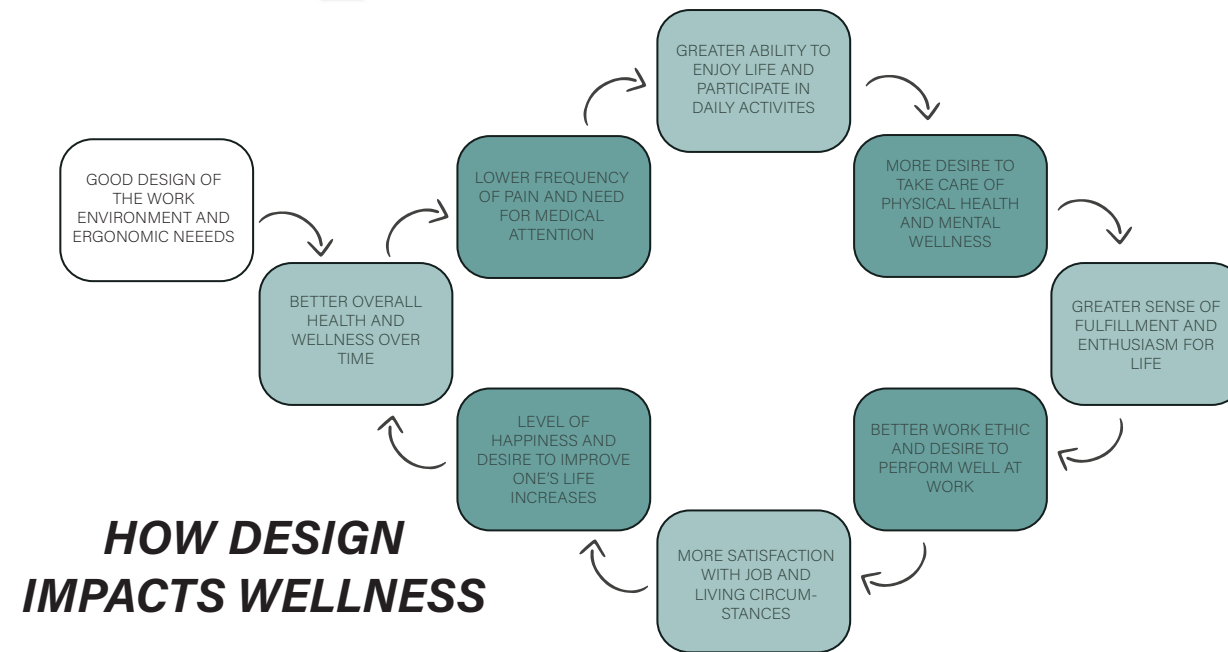 GOOD DESIGN OF
THE WORK
ENVIRONMENT AND
ERGONOMIC NEEEDS
BETTER OVERALL
HEALTH AND
WELLNESS OVER
TIME
LOWER FREQUENCY
OF PAIN AND NEED
FOR MEDICAL
ATTENTION
GREATER ABILITY TO
ENJOY LIFE AND
PARTICIPATE IN
DAILY ACTIVITES
MORE DESIRE TO
TAKE CARE OF
PHYSICAL HEALTH
AND MENTAL
WELLNESS
GREATER SENSE OF
FULFILLMENT AND
ENTHUSIASM FOR
LIFE
BETTER WORK ETHIC
AND DESIRE TO
PERFORM WELL AT
WORK
MORE SATISFACTION
WITH JOB AND
LIVING CIRCUM-
STANCES
LEVEL OF
HAPPINESS AND
DESIRE TO IMPROVE
ONE'S LIFE
INCREASES
HOW DESIGN
IMPACTS WELLNESS